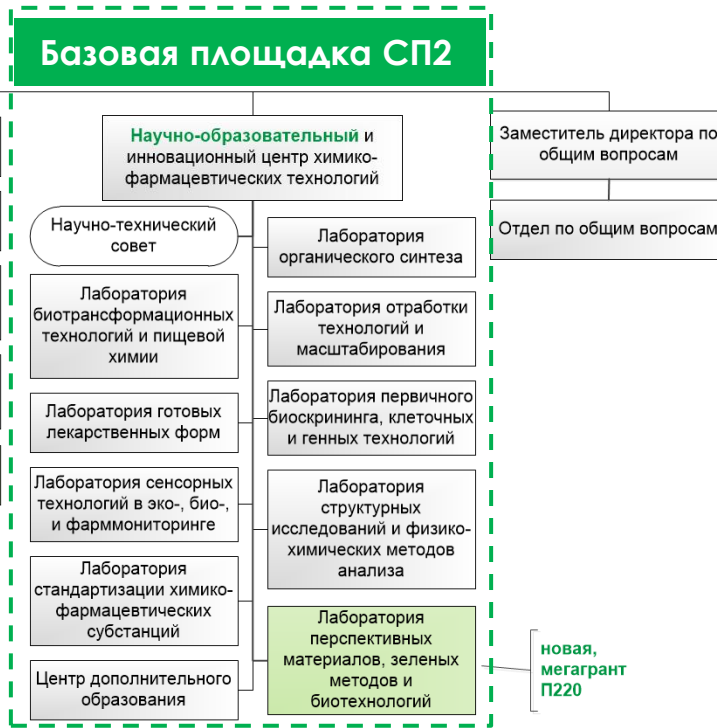 Базовая площадка СП2
Научно-образовательный и
инновационный центр химико-
фармацевтических технологий
Заместитель директора по
общим вопросам
Отдел по общим вопросам
Научно-технический
совет
Лаборатория
органического синтеза
Лаборатория
биотрансформационных
технологий и пищевой
химии
Лаборатория отработки
технологий и
масштабирования
Лаборатория готовых
лекарственных форм
Лаборатория первичного
биоскрининга, клеточных
и генных технологий
Лаборатория сенсорных
технологий в эко-, био-,
и фарммониторинге
Лаборатория
структурных
исследований и физико-
химических методов
анализа
Лаборатория
стандартизации химико-
фармацевтических
субстанций
Лаборатория
перспективных
материалов, зеленых
методов и
биотехнологий
Центр дополнительного
образования
новая,
мегагрант
П220